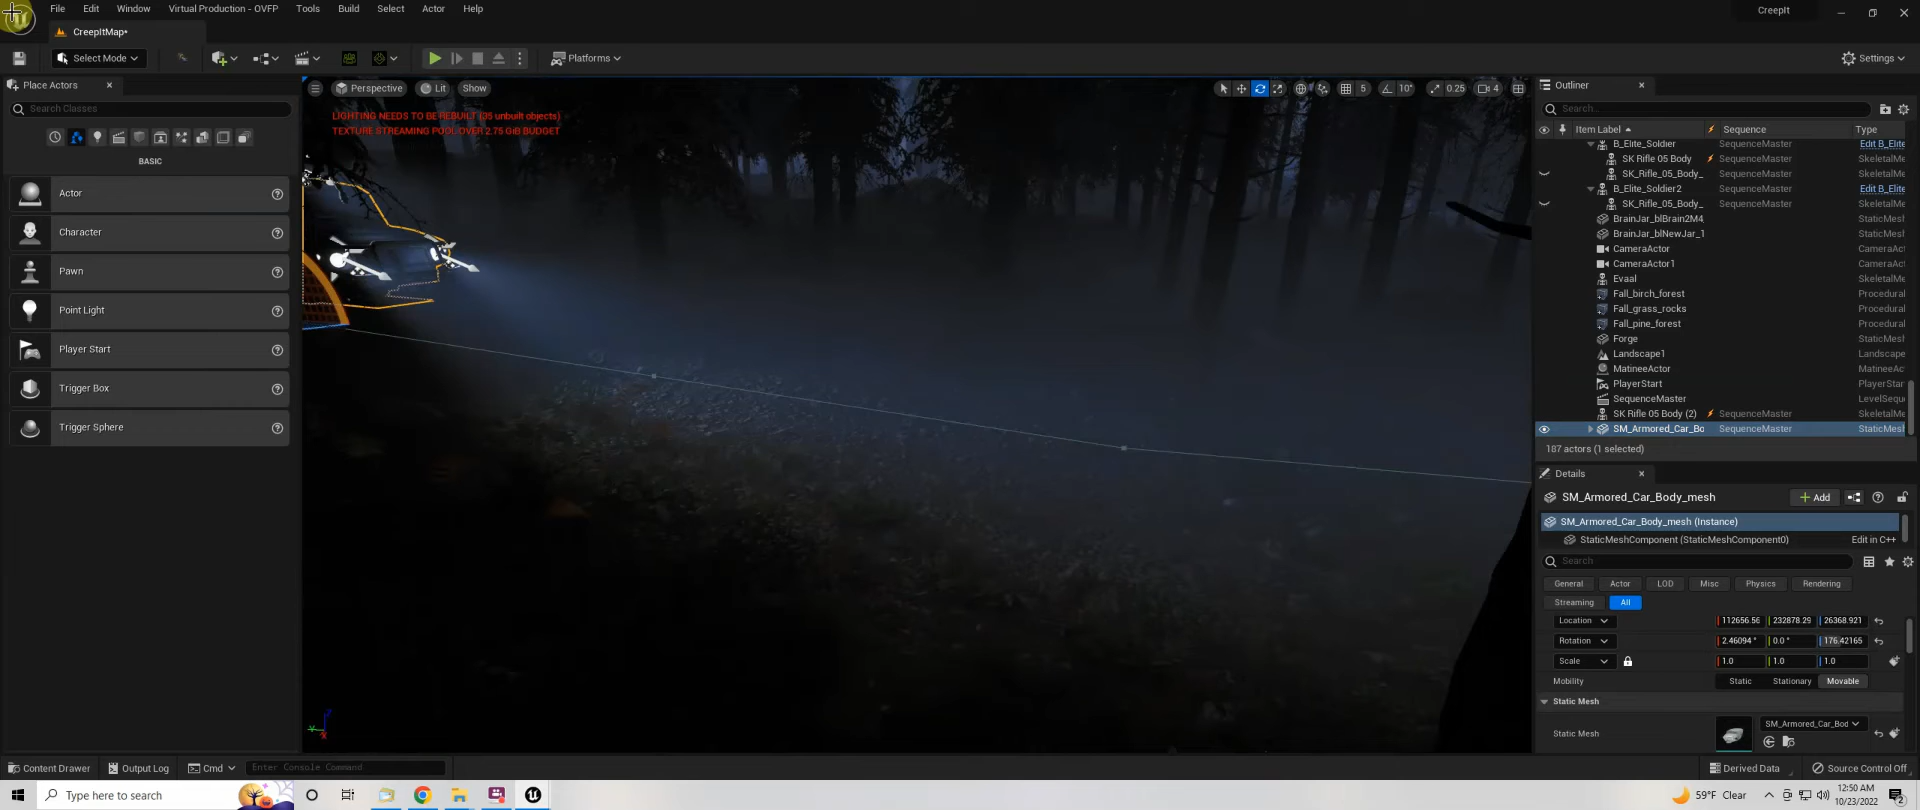 File Edit Window Virtual Production - OVFP Tools Build Select Actor Help CreepIt
CreepItMap*
Select Mode Platforms Settings
Place Actors Perspective Lit Show 5 10° 0.25 4 Outliner
Search Classes Search...
LIGHTING NEEDS TO BE REBUILT (35 unbuilt objects)
TEXTURE STREAMING POOL OVER 2.75 GiB BUDGET
Item Label Sequence Type
B_Elite_Soldier SequenceMaster Edit B_Elite
SK Rifle 05 Body SequenceMaster SkeletalMe
SK_Rifle_05_Body_ SkeletalMe
B_Elite_Soldier2 SequenceMaster Edit B_Elite
SK_Rifle_05_Body_ SkeletalMe
BrainJar_blBrain2M4_ StaticMesh
BrainJar_blNewJar_1 StaticMesh
CameraActor CameraAct
CameraActor1 CameraAct
Evaal SkeletalMe
Fall_birch_forest Procedural
Fall_grass_rocks Procedural
Fall_pine_forest Procedural
Forge StaticMesh
Landscape1 Landscape
MatineeActor MatineeAct
PlayerStart PlayerStar
SequenceMaster LevelSequ
SK Rifle 05 Body (2) SequenceMaster SkeletalMe
SM_Armored_Car_Bo SequenceMaster StaticMesh
187 actors (1 selected)
BASIC
Actor
Character
Pawn
Point Light
Player Start
Trigger Box
Trigger Sphere
Details
SM_Armored_Car_Body_mesh Add
SM_Armored_Car_Body_mesh (Instance)
StaticMeshComponent (StaticMeshComponent0) Edit in C++
Search
General Actor LOD Misc Physics Rendering
Streaming All
Location 112656.56 232878.29 26368.921
Rotation 2.46094 ° 0.0 ° 176.42165
Scale 1.0 1.0 1.0
Mobility Static Stationary Movable
Static Mesh
Static Mesh SM_Armored_Car_Bod
Content Drawer Output Log Cmd Enter Console Command Derived Data Source Control Off
Type here to search 59°F Clear 12:50 AM
10/23/2022